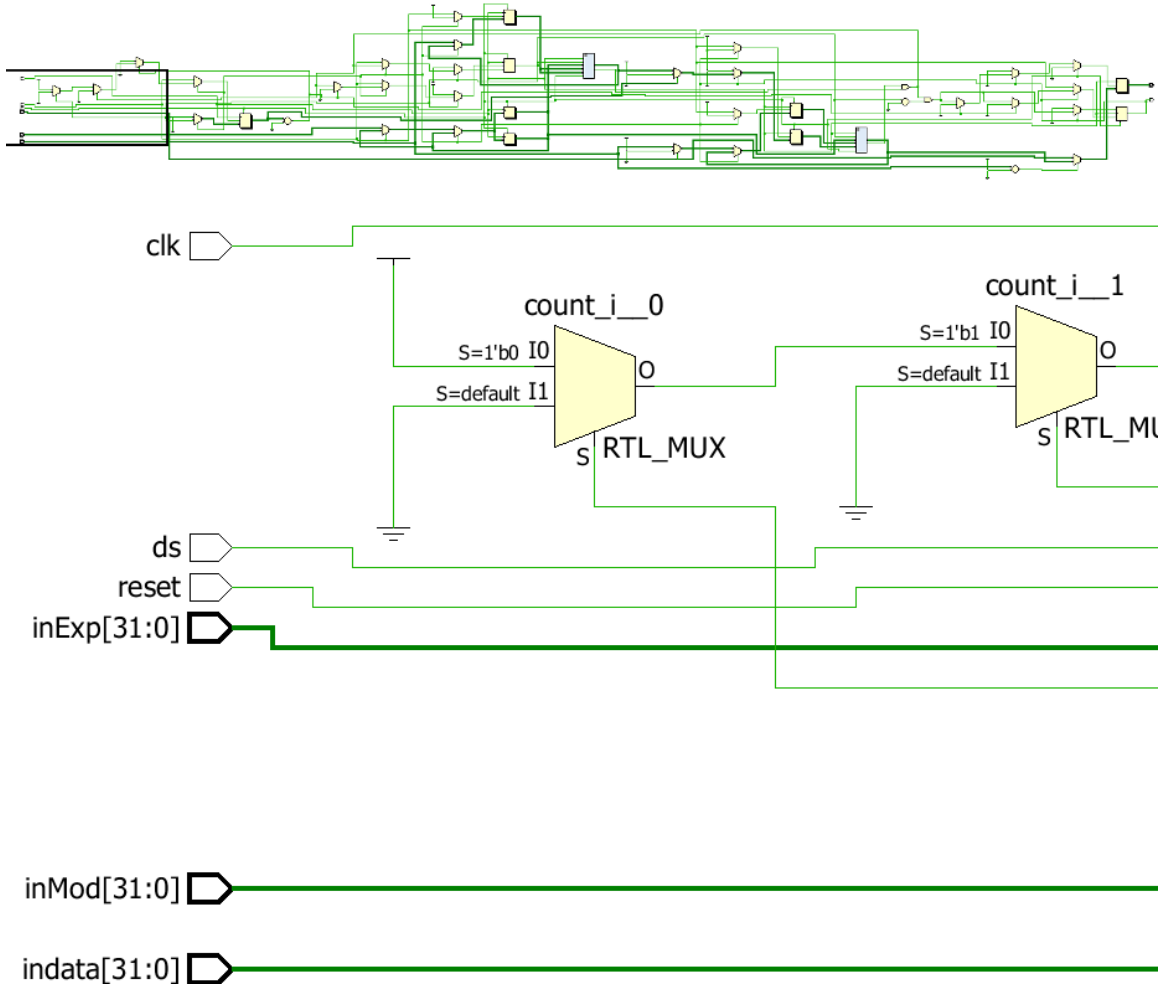 clk
count_i__0
count_i__1
S=1'b0 I0
O
S=default I1
S RTL_MUX
S=1'b1 I0
O
S=default I1
S RTL_MU
ds
reset
inExp[31:0]
inMod[31:0]
indata[31:0]